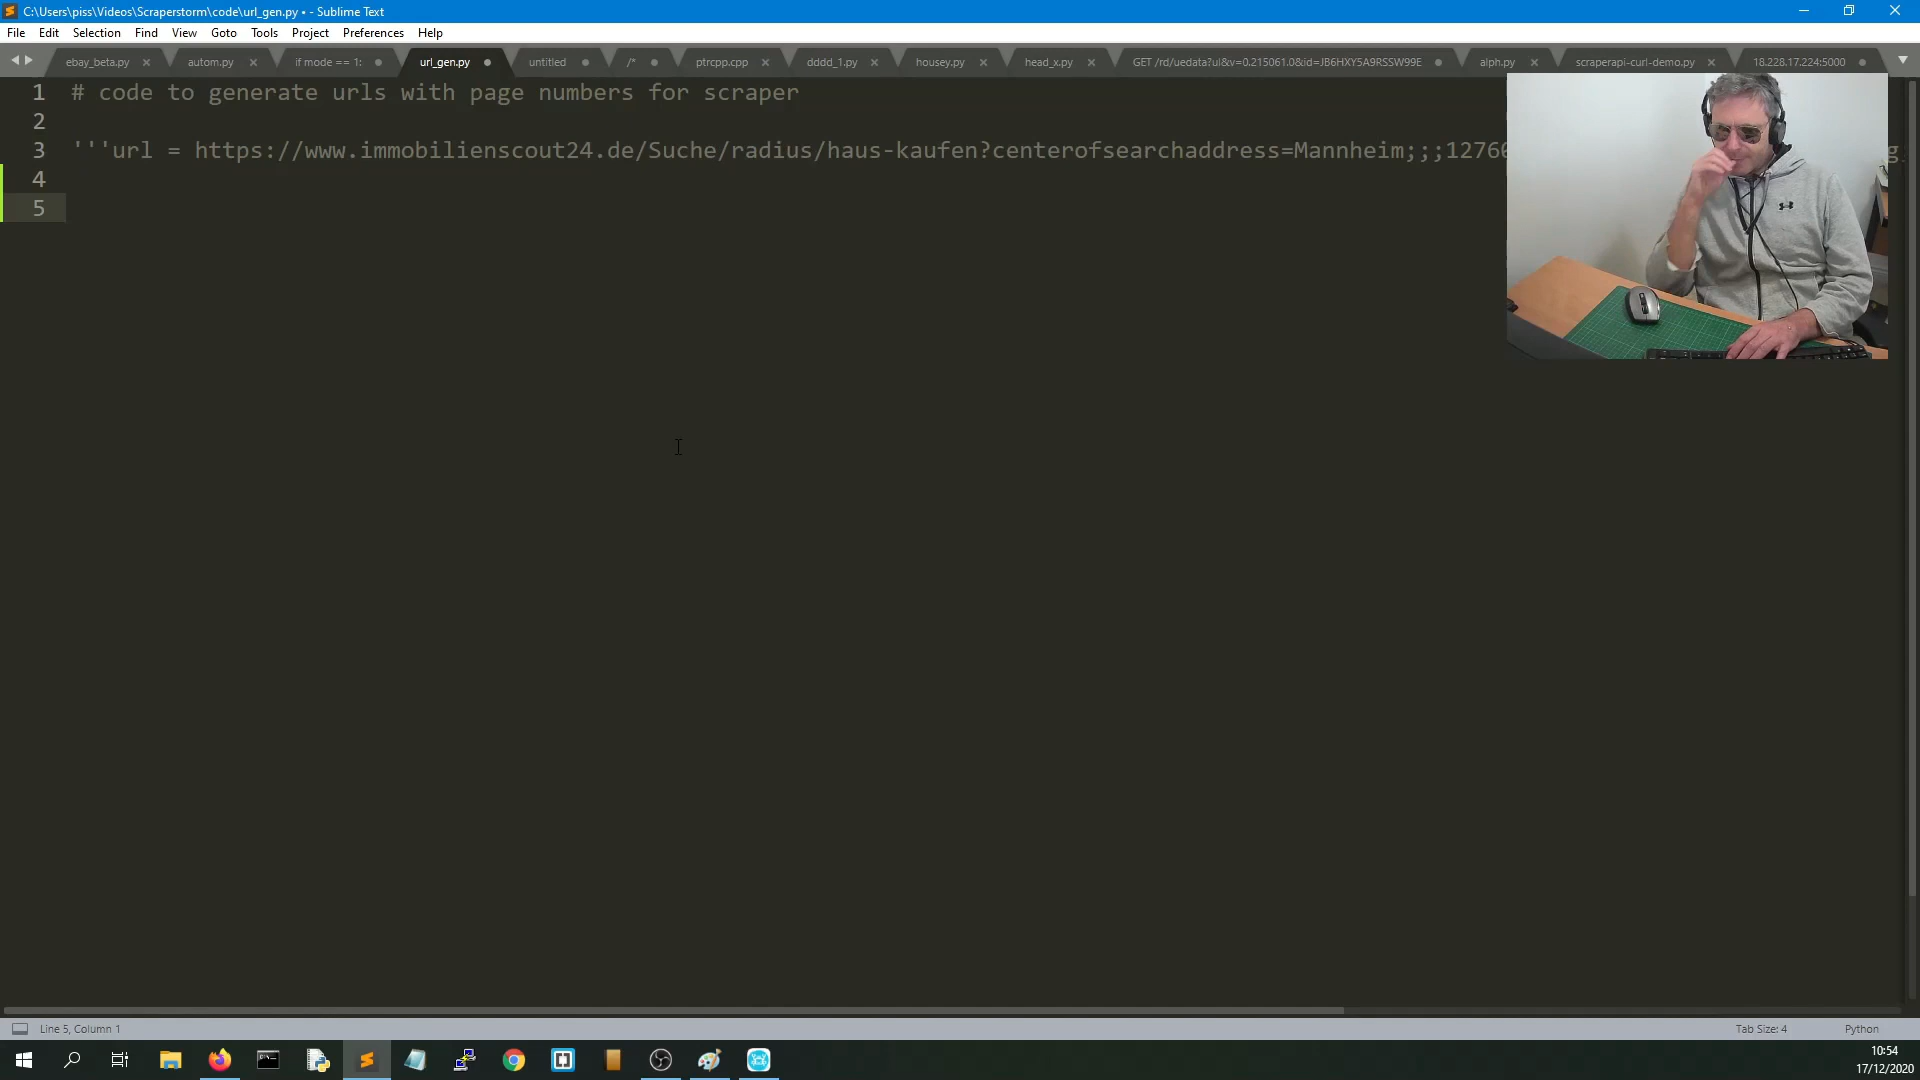 C:\Users\piss\Videos\Scraperstorm\code\url_gen.py • - Sublime Text
File Edit Selection Find View Goto Tools Project Preferences Help
ebay_beta.py autom.py if mode == 1: url_gen.py untitled /* ptrcpp.cpp dddd_1.py housey.py head_x.py GET /rd/uedata?ul&v=0.215061.0&id=JB6HXY5A9RSSW99E alph.py scraperapi-curl-demo.py 18.228.17.224:5000
1 # code to generate urls with page numbers for scraper
2
3 '''url = https://www.immobilienscout24.de/Suche/radius/haus-kaufen?centerofsearchaddress=Mannheim;;;12766
4
5
Line 5, Column 1 Tab Size: 4 Python
10:54
17/12/2020